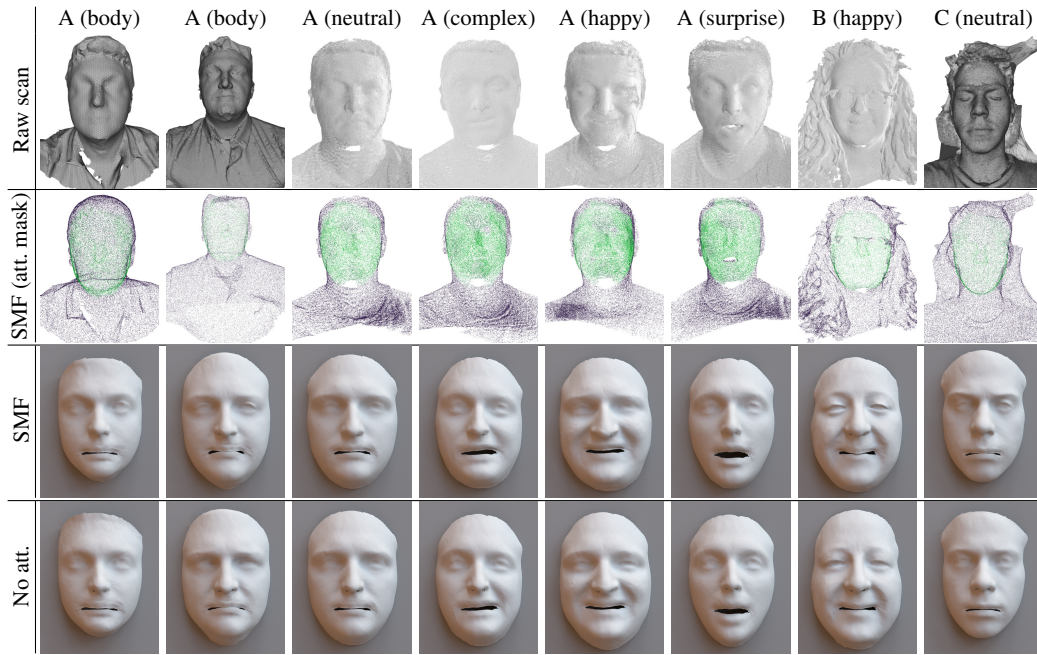 A (body) A (body) A (neutral) A (complex) A (happy) A (surprise) B (happy) C (neutral)
Raw scan
SMF (att. mask)
SMF
No att.